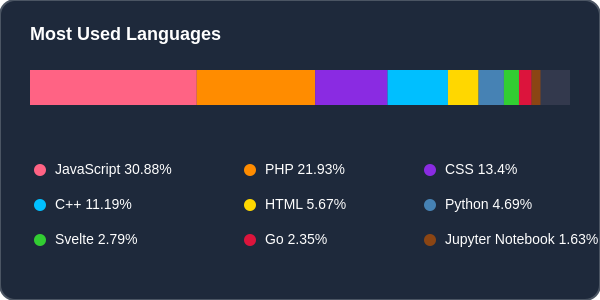 Most Used Languages
JavaScript 30.88% PHP 21.93% CSS 13.4%
C++ 11.19% HTML 5.67% Python 4.69%
Svelte 2.79% Go 2.35% Jupyter Notebook 1.63%